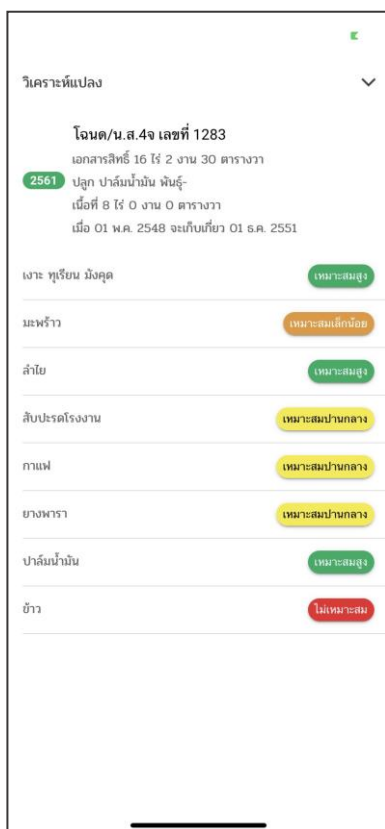 วิเคราะห์แปลง
โฉนด/น.ส.4จ เลขที่ 1283
เอกสารสิทธิ์ 16 ไร่ 2 งาน 30 ตารางวา
2561 ปลูก ปาล์มน้ำมัน พันธุ์-
เนื้อที่ 8 ไร่ 0 งาน 0 ตารางวา
เมื่อ 01 พ.ค. 2548 จะเก็บเกี่ยว 01 ธ.ค. 2551
เงาะ ทุเรียน มังคุด เหมาะสมสูง
มะพร้าว เหมาะสมเล็กน้อย
ลำไย เหมาะสมสูง
สับปะรดโรงงาน เหมาะสมปานกลาง
กาแฟ เหมาะสมปานกลาง
ยางพารา เหมาะสมปานกลาง
ปาล์มน้ำมัน เหมาะสมสูง
ข้าว ไม่เหมาะสม